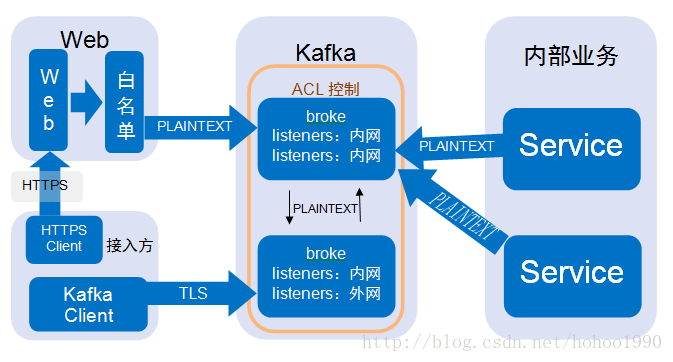 Web
Web
白名单
PLAINTEXT
HTTPS
HTTPS
Client
接入方
Kafka
Client
TLS
Kafka
ACL 控制
broke
listeners：内网
listeners：内网
PLAINTEXT
broke
listeners：内网
listeners：外网
内部业务
PLAINTEXT
Service
PLAINTEXT
Service
http://blog.csdn.net/hohoo1990